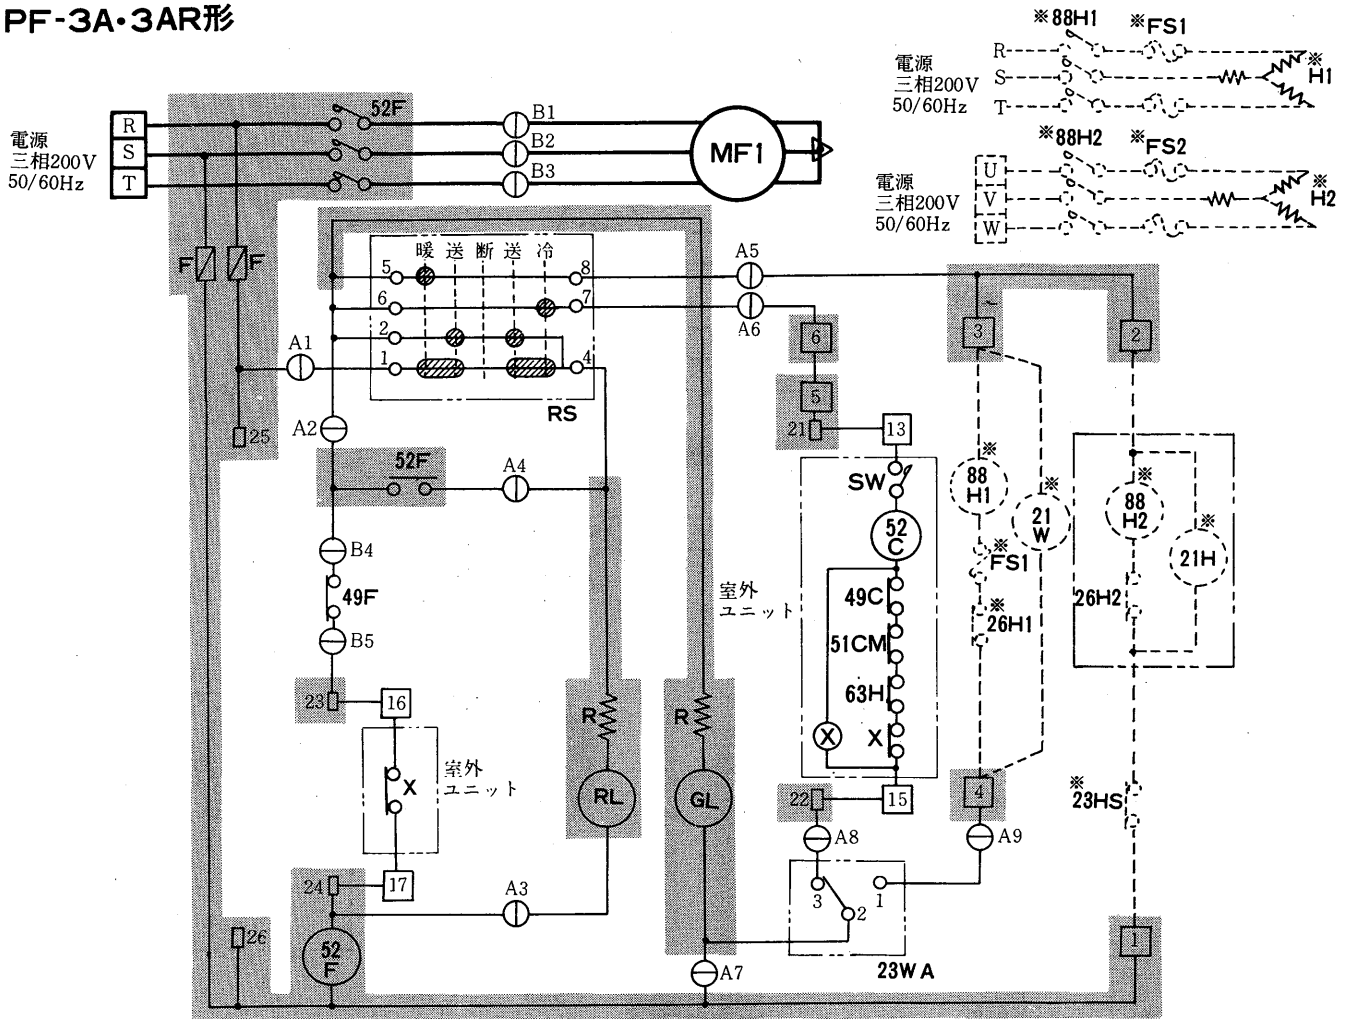 PF-3A・3AR形
※88H1 ※FS1
電源
三相200V
50/60Hz
R
S
T
※
H1
※88H2 ※FS2
電源
三相200V
50/60Hz
U
V
W
※
H2
電源
三相200V
50/60Hz
R
S
T
52F
B1
B2
B3
MF1
F F
暖 送 断 送 冷
5 8
6 7
2
1 4
RS
A1
A2
A5
A6
25
52F
A4
B4
49F
B5
23
16
X
室外
ユニット
24
17
A3
52
F
26
R
RL
R
GL
A7
6
5
21
13
SW
52
C
室外
ユニット
49C
51CM
63H
X
X
22
15
A8
3
2
1
23WA
3
2
※
88
H1
※
21
W
※
FS1
※
26H1
4
A9
※
88
H2
※
21H
26H2
※
23HS
1